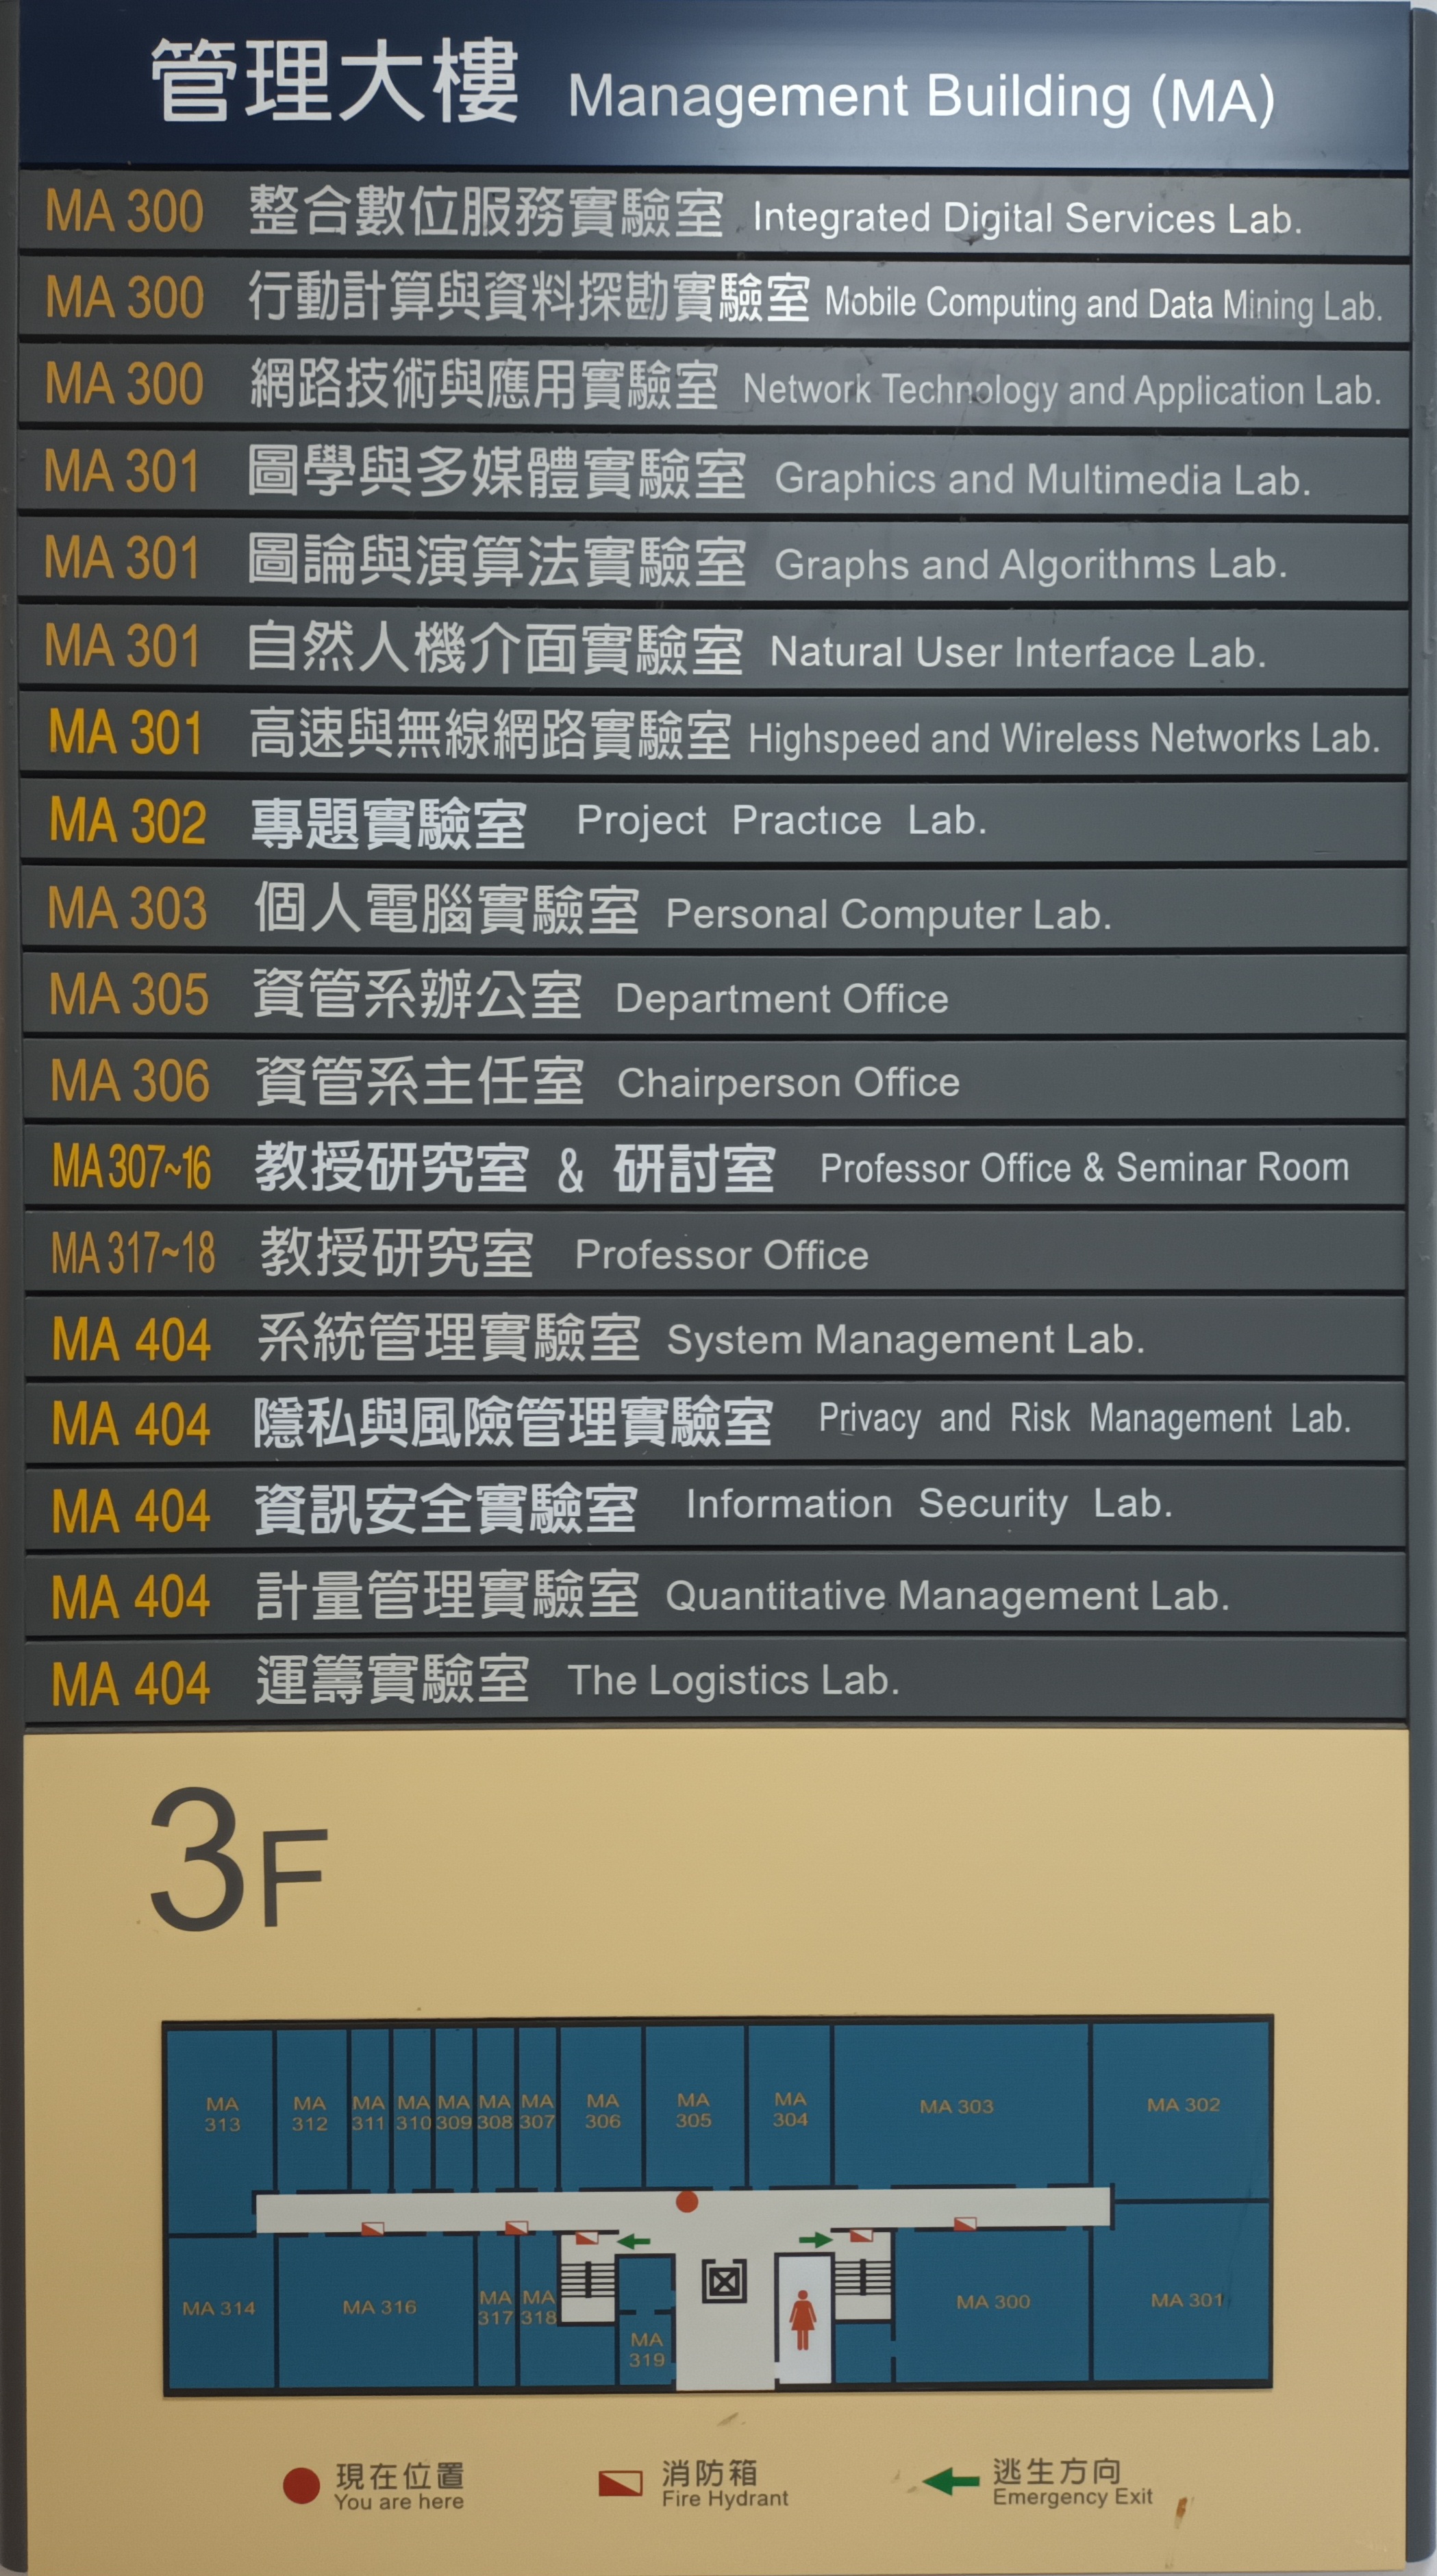 管理大樓 Management Building (MA)
MA 300 整合數位服務實驗室 Integrated Digital Services Lab.
MA 300 行動計算與資料探勘實驗室 Mobile Computing and Data Mining Lab.
MA 300 網路技術與應用實驗室 Network Technology and Application Lab.
MA 301 圖學與多媒體實驗室 Graphics and Multimedia Lab.
MA 301 圖論與演算法實驗室 Graphs and Algorithms Lab.
MA 301 自然人機介面實驗室 Natural User Interface Lab.
MA 301 高速與無線網路實驗室 Highspeed and Wireless Networks Lab.
MA 302 專題實驗室 Project Practice Lab.
MA 303 個人電腦實驗室 Personal Computer Lab.
MA 305 資管系辦公室 Department Office
MA 306 資管系主任室 Chairperson Office
MA 307~16 教授研究室 & 研討室 Professor Office & Seminar Room
MA 317~18 教授研究室 Professor Office
MA 404 系統管理實驗室 System Management Lab.
MA 404 隱私與風險管理實驗室 Privacy and Risk Management Lab.
MA 404 資訊安全實驗室 Information Security Lab.
MA 404 計量管理實驗室 Quantitative Management Lab.
MA 404 運籌實驗室 The Logistics Lab.
3F
MA 313
MA 312
MA 311
MA 310
MA 309
MA 308
MA 307
MA 306
MA 305
MA 304
MA 303
MA 302
MA 314
MA 316
MA 317
MA 318
MA 319
MA 300
MA 301
現在位置
You are here
消防箱
Fire Hydrant
逃生方向
Emergency Exit